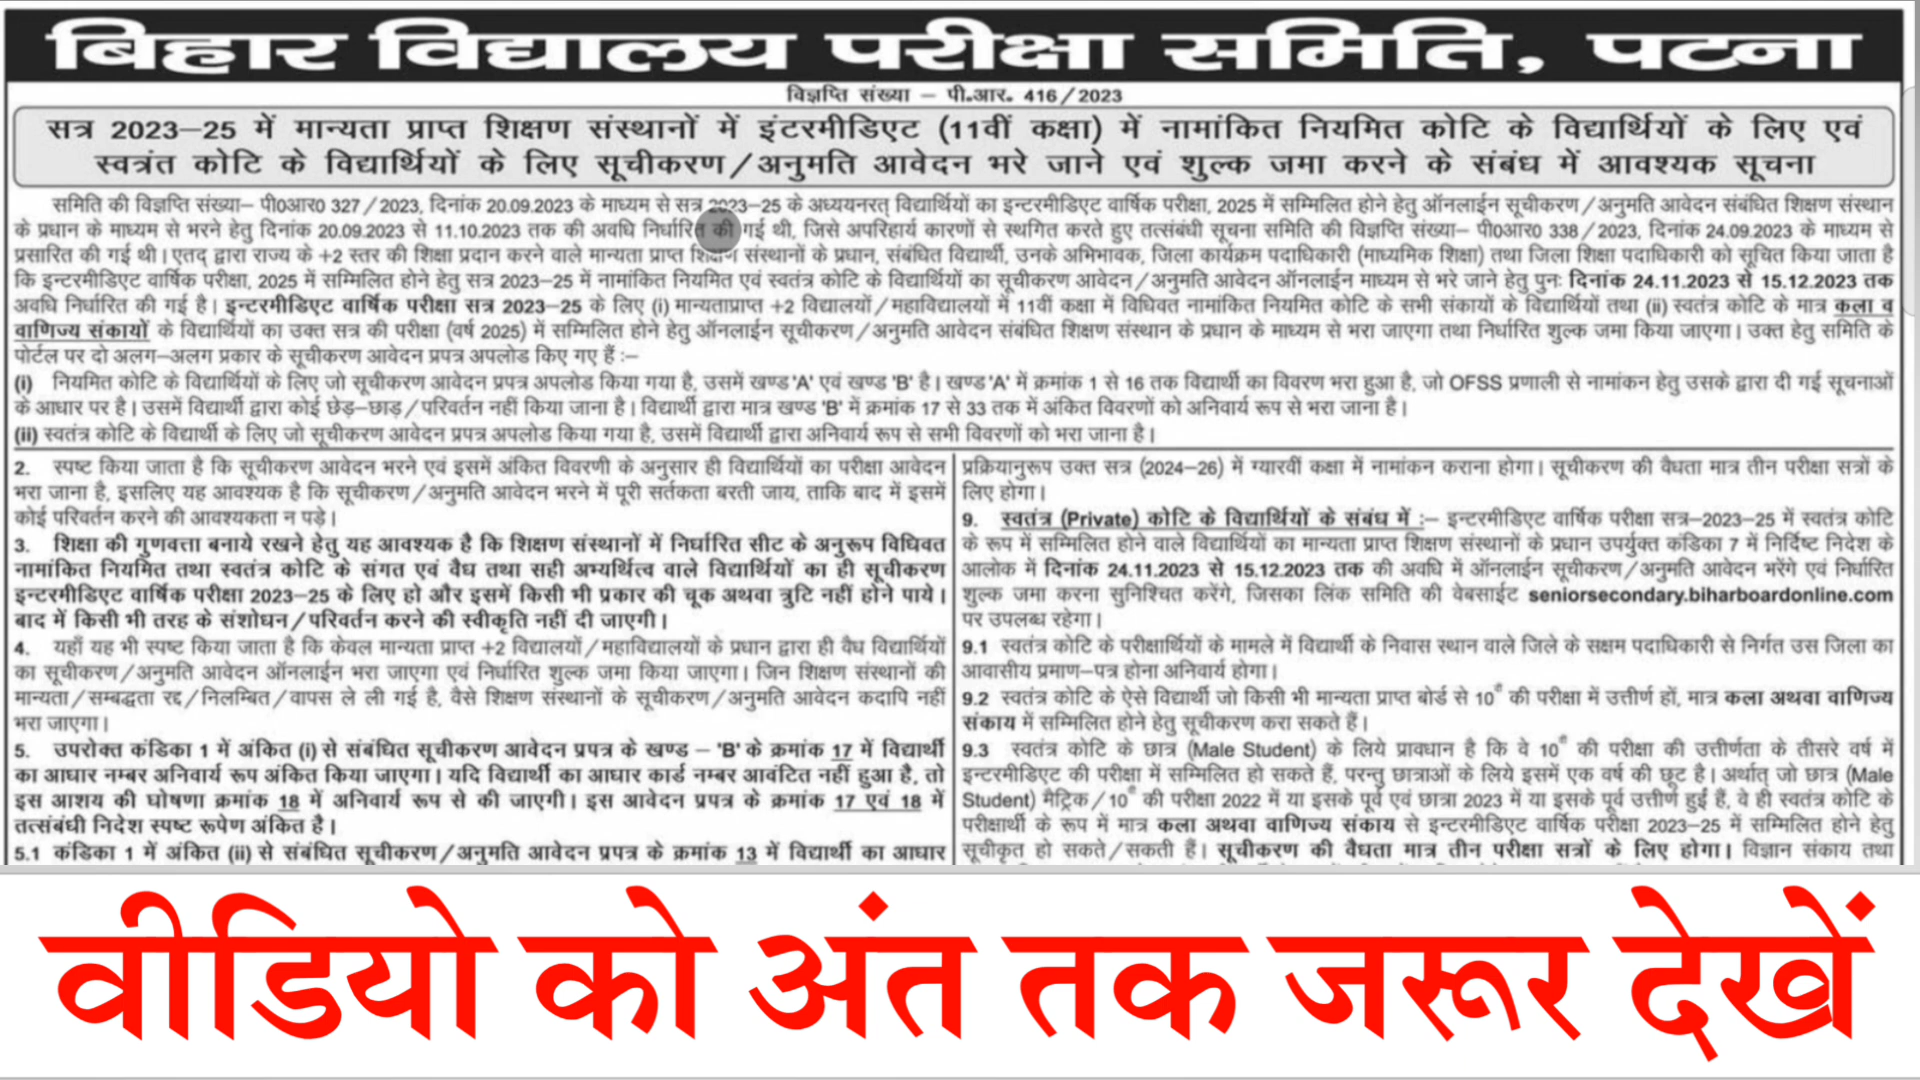 बिहार विद्यालय परीक्षा समिति, पटना
विज्ञप्ति संख्या – पी.आर. 416/2023
सत्र 2023–25 में मान्यता प्राप्त शिक्षण संस्थानों में इंटरमीडिएट (11वीं कक्षा) में नामांकित नियमित कोटि के विद्यार्थियों के लिए एवं
स्वत्रंत कोटि के विद्यार्थियों के लिए सूचीकरण/अनुमति आवेदन भरे जाने एवं शुल्क जमा करने के संबंध में आवश्यक सूचना
समिति की विज्ञप्ति संख्या– पी0आर0 327/2023, दिनांक 20.09.2023 के माध्यम से सत्र 2023–25 के अध्ययनरत् विद्यार्थियों का इन्टरमीडिएट वार्षिक परीक्षा, 2025 में सम्मिलित होने हेतु ऑनलाईन सूचीकरण/अनुमति आवेदन संबंधित शिक्षण संस्थान
के प्रधान के माध्यम से भरने हेतु दिनांक 20.09.2023 से 11.10.2023 तक की अवधि निर्धारित की गई थी, जिसे अपरिहार्य कारणों से स्थगित करते हुए तत्संबंधी सूचना समिति की विज्ञप्ति संख्या– पी0आर0 338/2023, दिनांक 24.09.2023 के माध्यम से
प्रसारित की गई थी। एतद् द्वारा राज्य के +2 स्तर की शिक्षा प्रदान करने वाले मान्यता प्राप्त शिक्षण संस्थानों के प्रधान, संबंधित विद्यार्थी, उनके अभिभावक, जिला कार्यक्रम पदाधिकारी (माध्यमिक शिक्षा) तथा जिला शिक्षा पदाधिकारी को सूचित किया जाता है
कि इन्टरमीडिएट वार्षिक परीक्षा, 2025 में सम्मिलित होने हेतु सत्र 2023–25 में नामांकित नियमित एवं स्वतंत्र कोटि के विद्यार्थियों का सूचीकरण आवेदन/अनुमति आवेदन ऑनलाईन माध्यम से भरे जाने हेतु पुनः दिनांक 24.11.2023 से 15.12.2023 तक
अवधि निर्धारित की गई है। इन्टरमीडिएट वार्षिक परीक्षा सत्र 2023–25 के लिए (i) मान्यताप्राप्त +2 विद्यालयों/महाविद्यालयों में 11वीं कक्षा में विधिवत नामांकित नियमित कोटि के सभी संकायों के विद्यार्थियों तथा (ii) स्वतंत्र कोटि के मात्र कला व
वाणिज्य संकायों के विद्यार्थियों का उक्त सत्र की परीक्षा (वर्ष 2025) में सम्मिलित होने हेतु ऑनलाईन सूचीकरण/अनुमति आवेदन संबंधित शिक्षण संस्थान के प्रधान के माध्यम से भरा जाएगा तथा निर्धारित शुल्क जमा किया जाएगा। उक्त हेतु समिति के
पोर्टल पर दो अलग–अलग प्रकार के सूचीकरण आवेदन प्रपत्र अपलोड किए गए हैं :–
(i) नियमित कोटि के विद्यार्थियों के लिए जो सूचीकरण आवेदन प्रपत्र अपलोड किया गया है, उसमें खण्ड 'A' एवं खण्ड 'B' है। खण्ड 'A' में क्रमांक 1 से 16 तक विद्यार्थी का विवरण भरा हुआ है, जो OFSS प्रणाली से नामांकन हेतु उसके द्वारा दी गई सूचनाओं
के आधार पर है। उसमें विद्यार्थी द्वारा कोई छेड़–छाड़/परिवर्तन नहीं किया जाना है। विद्यार्थी द्वारा मात्र खण्ड 'B' में क्रमांक 17 से 33 तक में अंकित विवरणों को अनिवार्य रूप से भरा जाना है।
(ii) स्वतंत्र कोटि के विद्यार्थी के लिए जो सूचीकरण आवेदन प्रपत्र अपलोड किया गया है, उसमें विद्यार्थी द्वारा अनिवार्य रूप से सभी विवरणों को भरा जाना है।
2. स्पष्ट किया जाता है कि सूचीकरण आवेदन भरने एवं इसमें अंकित विवरणी के अनुसार ही विद्यार्थियों का परीक्षा आवेदन
भरा जाना है, इसलिए यह आवश्यक है कि सूचीकरण/अनुमति आवेदन भरने में पूरी सर्तकता बरती जाय, ताकि बाद में इसमें
कोई परिवर्तन करने की आवश्यकता न पड़े।
3. शिक्षा की गुणवत्ता बनाये रखने हेतु यह आवश्यक है कि शिक्षण संस्थानों में निर्धारित सीट के अनुरूप विधिवत
नामांकित नियमित तथा स्वतंत्र कोटि के संगत एवं वैध तथा सही अभ्यर्थित्व वाले विद्यार्थियों का ही सूचीकरण
इन्टरमीडिएट वार्षिक परीक्षा 2023–25 के लिए हो और इसमें किसी भी प्रकार की चूक अथवा त्रुटि नहीं होने पाये।
बाद में किसी भी तरह के संशोधन/परिवर्तन करने की स्वीकृति नहीं दी जाएगी।
4. यहाँ यह भी स्पष्ट किया जाता है कि केवल मान्यता प्राप्त +2 विद्यालयों/महाविद्यालयों के प्रधान द्वारा ही वैध विद्यार्थियों
का सूचीकरण/अनुमति आवेदन ऑनलाईन भरा जाएगा एवं निर्धारित शुल्क जमा किया जाएगा। जिन शिक्षण संस्थानों की
मान्यता/सम्बद्धता रद्द/निलम्बित/वापस ले ली गई है, वैसे शिक्षण संस्थानों के सूचीकरण/अनुमति आवेदन कदापि नहीं
भरा जाएगा।
5. उपरोक्त कंडिका 1 में अंकित (i) से संबंधित सूचीकरण आवेदन प्रपत्र के खण्ड – 'B' के क्रमांक 17 में विद्यार्थी
का आधार नम्बर अनिवार्य रूप अंकित किया जाएगा। यदि विद्यार्थी का आधार कार्ड नम्बर आवंटित नहीं हुआ है, तो
इस आशय की घोषणा क्रमांक 18 में अनिवार्य रूप से की जाएगी। इस आवेदन प्रपत्र के क्रमांक 17 एवं 18 में
तत्संबंधी निदेश स्पष्ट रूपेण अंकित है।
5.1 कंडिका 1 में अंकित (ii) से संबंधित सूचीकरण/अनुमति आवेदन प्रपत्र के क्रमांक 13 में विद्यार्थी का आधार
प्रक्रियानुरूप उक्त सत्र (2024–26) में ग्यारवीं कक्षा में नामांकन कराना होगा। सूचीकरण की वैधता मात्र तीन परीक्षा सत्रों के
लिए होगा।
9. स्वतंत्र (Private) कोटि के विद्यार्थियों के संबंध में :– इन्टरमीडिएट वार्षिक परीक्षा सत्र–2023–25 में स्वतंत्र कोटि
के रूप में सम्मिलित होने वाले विद्यार्थियों का मान्यता प्राप्त शिक्षण संस्थानों के प्रधान उपर्युक्त कंडिका 7 में निर्दिष्ट निदेश के
आलोक में दिनांक 24.11.2023 से 15.12.2023 तक की अवधि में ऑनलाईन सूचीकरण/अनुमति आवेदन भरेंगे एवं निर्धारित
शुल्क जमा करना सुनिश्चित करेंगे, जिसका लिंक समिति की वेबसाईट seniorsecondary.biharboardonline.com
पर उपलब्ध रहेगा।
9.1 स्वतंत्र कोटि के परीक्षार्थियों के मामले में विद्यार्थी के निवास स्थान वाले जिले के सक्षम पदाधिकारी से निर्गत उस जिला का
आवासीय प्रमाण–पत्र होना अनिवार्य होगा।
9.2 स्वतंत्र कोटि के ऐसे विद्यार्थी जो किसी भी मान्यता प्राप्त बोर्ड से 10th की परीक्षा में उत्तीर्ण हों, मात्र कला अथवा वाणिज्य
संकाय में सम्मिलित होने हेतु सूचीकरण करा सकते हैं।
9.3 स्वतंत्र कोटि के छात्र (Male Student) के लिये प्रावधान है कि वे 10th की परीक्षा की उत्तीर्णता के तीसरे वर्ष में
इन्टरमीडिएट की परीक्षा में सम्मिलित हो सकते हैं, परन्तु छात्राओं के लिये इसमें एक वर्ष की छूट है। अर्थात् जो छात्र (Male
Student) मैट्रिक/10th की परीक्षा 2022 में या इसके पूर्व एवं छात्रा 2023 में या इसके पूर्व उत्तीर्ण हुई हैं, वे ही स्वतंत्र कोटि के
परीक्षार्थी के रूप में मात्र कला अथवा वाणिज्य संकाय से इन्टरमीडिएट वार्षिक परीक्षा 2023–25 में सम्मिलित होने हेतु
सूचीकृत हो सकते/सकती हैं। सूचीकरण की वैधता मात्र तीन परीक्षा सत्रों के लिए होगा। विज्ञान संकाय तथा
वीडियो को अंत तक जरूर देखें